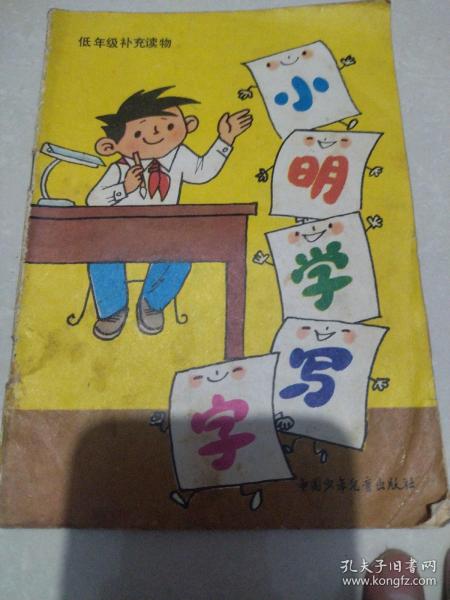 低年级补充读物
小
明
学
写
字
中国少年儿童出版社
孔夫子旧书网
www.kongfz.com